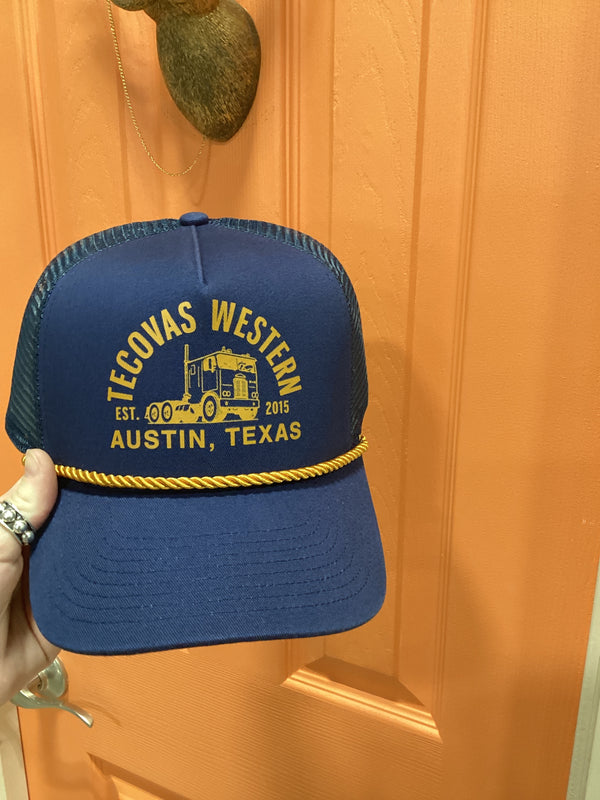 TECOVAS WESTERN
EST. 2015
AUSTIN, TEXAS